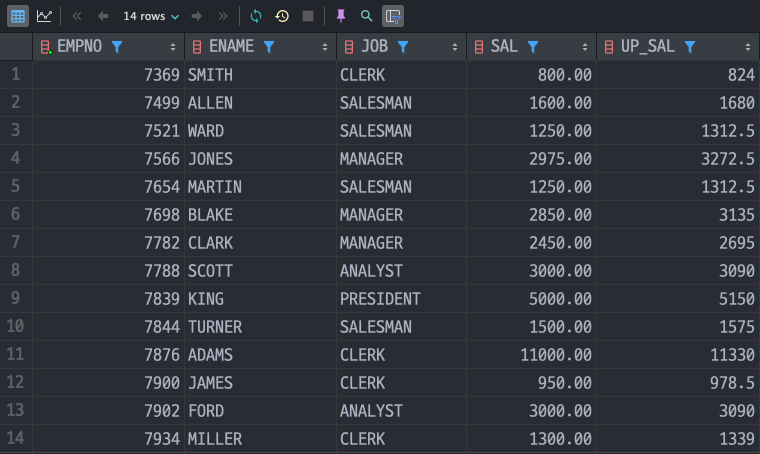 14 rows
EMPNO ENAME JOB SAL UP_SAL
1 7369 SMITH CLERK 800.00 824
2 7499 ALLEN SALESMAN 1600.00 1680
3 7521 WARD SALESMAN 1250.00 1312.5
4 7566 JONES MANAGER 2975.00 3272.5
5 7654 MARTIN SALESMAN 1250.00 1312.5
6 7698 BLAKE MANAGER 2850.00 3135
7 7782 CLARK MANAGER 2450.00 2695
8 7788 SCOTT ANALYST 3000.00 3090
9 7839 KING PRESIDENT 5000.00 5150
10 7844 TURNER SALESMAN 1500.00 1575
11 7876 ADAMS CLERK 11000.00 11330
12 7900 JAMES CLERK 950.00 978.5
13 7902 FORD ANALYST 3000.00 3090
14 7934 MILLER CLERK 1300.00 1339